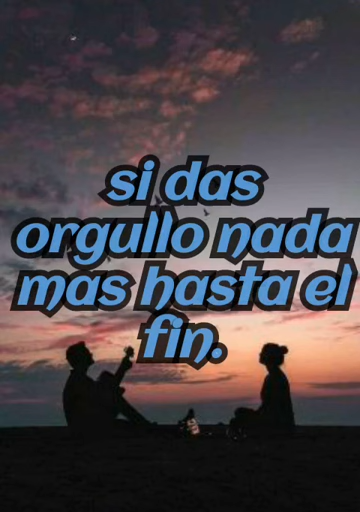 si das
orgullo nada
mas hasta el
fin.